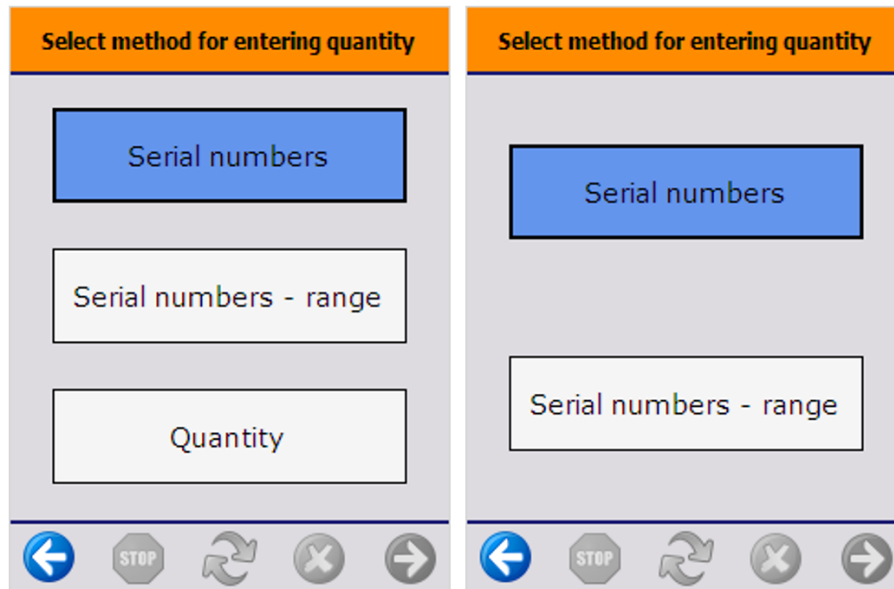 Select method for entering quantity
Serial numbers
Serial numbers - range
Quantity
STOP
Select method for entering quantity
Serial numbers
Serial numbers - range
STOP